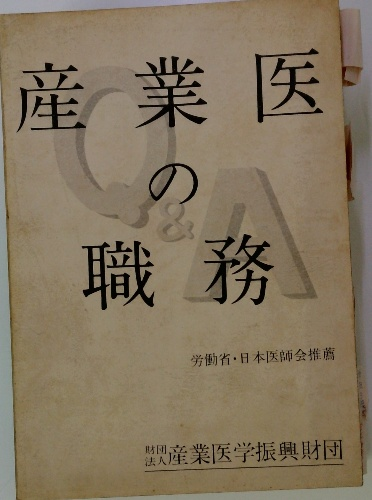 産業医
の
職務
Q&A
労働省・日本医師会推薦
財団法人産業医学振興財団